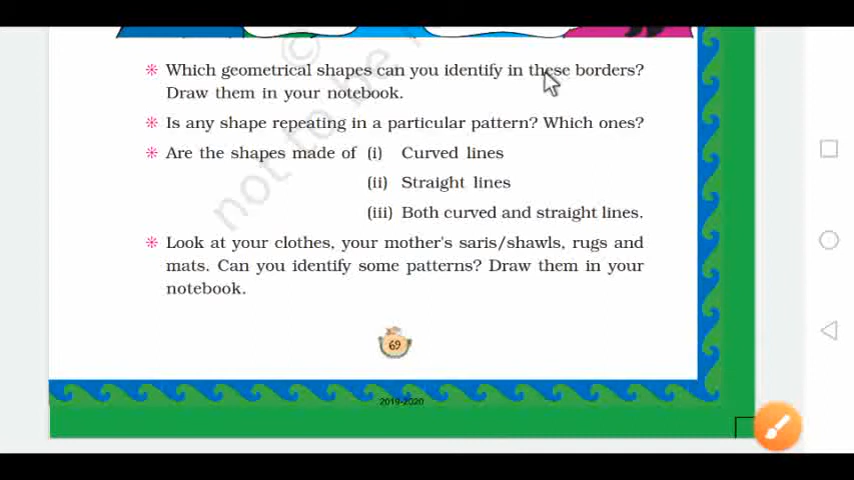 Which geometrical shapes can you identify in these borders?
Draw them in your notebook.
Is any shape repeating in a particular pattern? Which ones?
Are the shapes made of (i) Curved lines
(ii) Straight lines
(iii) Both curved and straight lines.
Look at your clothes, your mother's saris/shawls, rugs and
mats. Can you identify some patterns? Draw them in your
notebook.
69
2019-2020
not to be